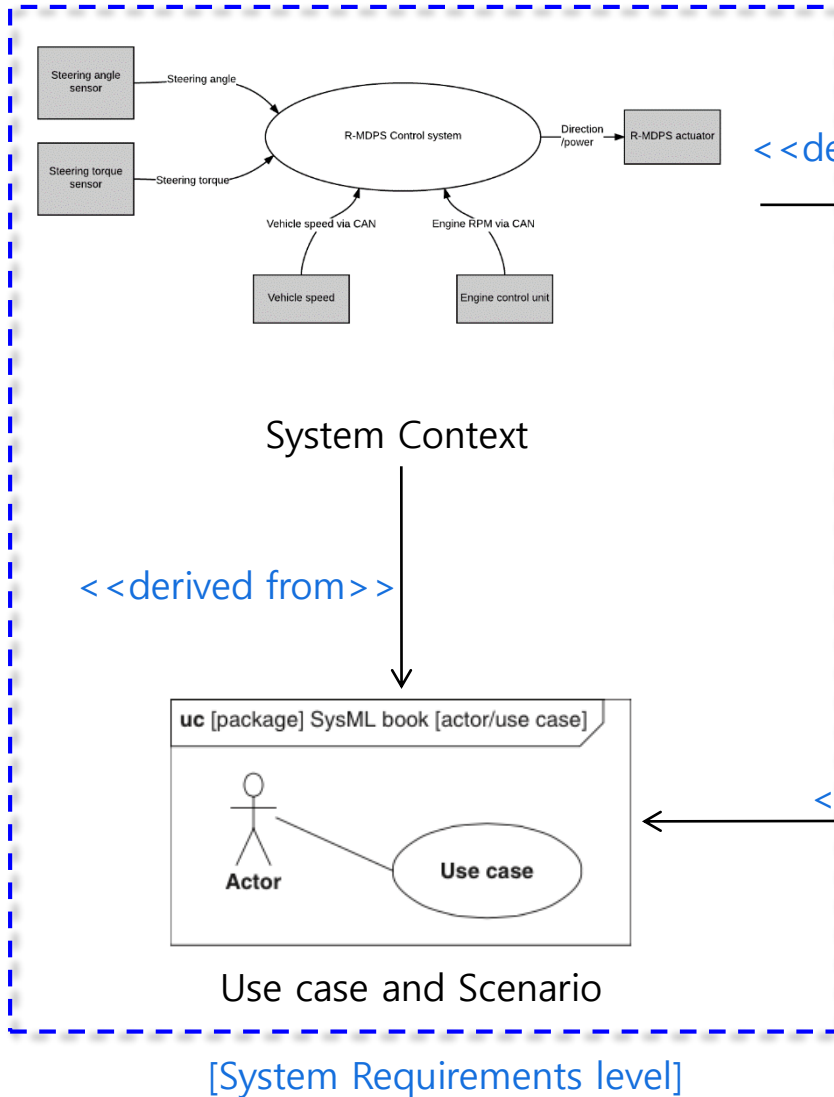 Steering angle
sensor
Steering angle
R-MDPS Control system
Direction
/power
R-MDPS actuator
<<de
Steering torque
sensor
Steering torque
Vehicle speed via CAN
Engine RPM via CAN
Vehicle speed
Engine control unit
System Context
<<derived from>>
uc [package] SysML book [actor/use case]
Actor
Use case
<
Use case and Scenario
[System Requirements level]